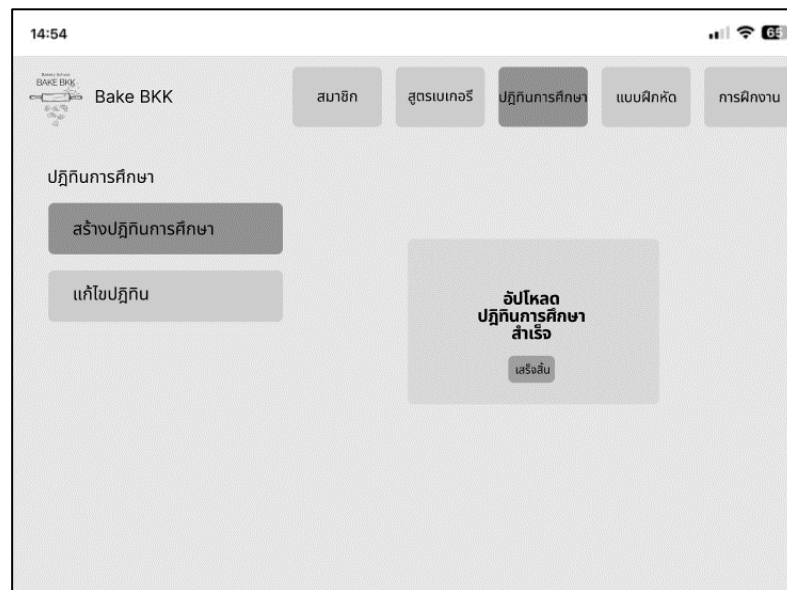 14:54
65
BAKE BKK
Bake BKK
สมาชิก
สูตรเบเกอรี
ปฏิทินการศึกษา
แบบฝึกหัด
การฝึกงาน
ปฏิทินการศึกษา
สร้างปฏิทินการศึกษา
แก้ไขปฏิทิน
อัปโหลด
ปฏิทินการศึกษา
สำเร็จ
เสร็จสิ้น